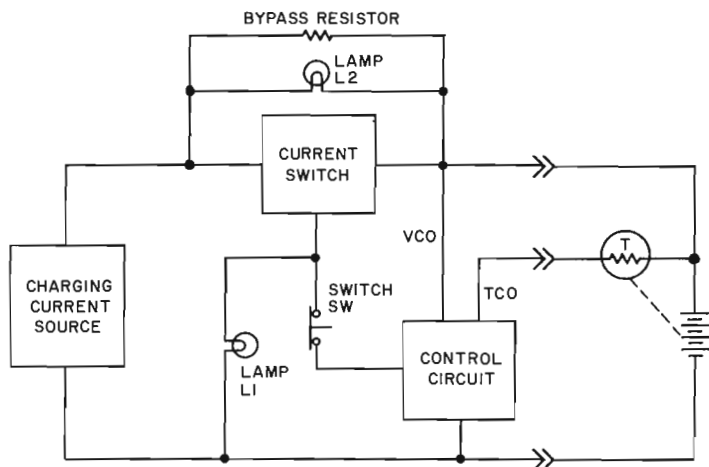 BYPASS RESISTOR
LAMP
L2
CURRENT
SWITCH
VCO
T
TCO
CHARGING
CURRENT
SOURCE
SWITCH
SW
LAMP
L1
CONTROL
CIRCUIT